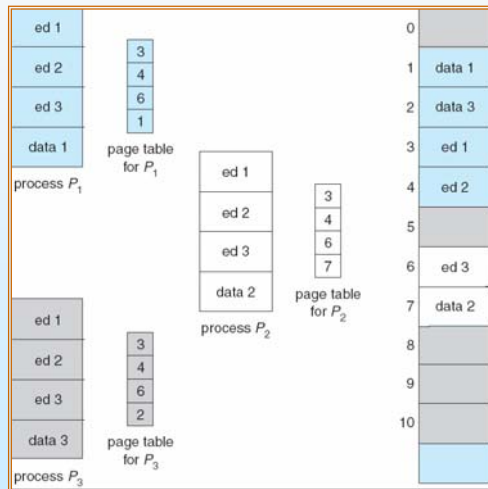 ed 1
ed 2
ed 3
data 1
process P1
3
4
6
1
page table
for P1
ed 1
ed 2
ed 3
data 2
process P2
3
4
6
7
page table
for P2
ed 1
ed 2
ed 3
data 3
process P3
3
4
6
2
page table
for P3
0
1 data 1
2 data 3
3 ed 1
4 ed 2
5
6 ed 3
7 data 2
8
9
10